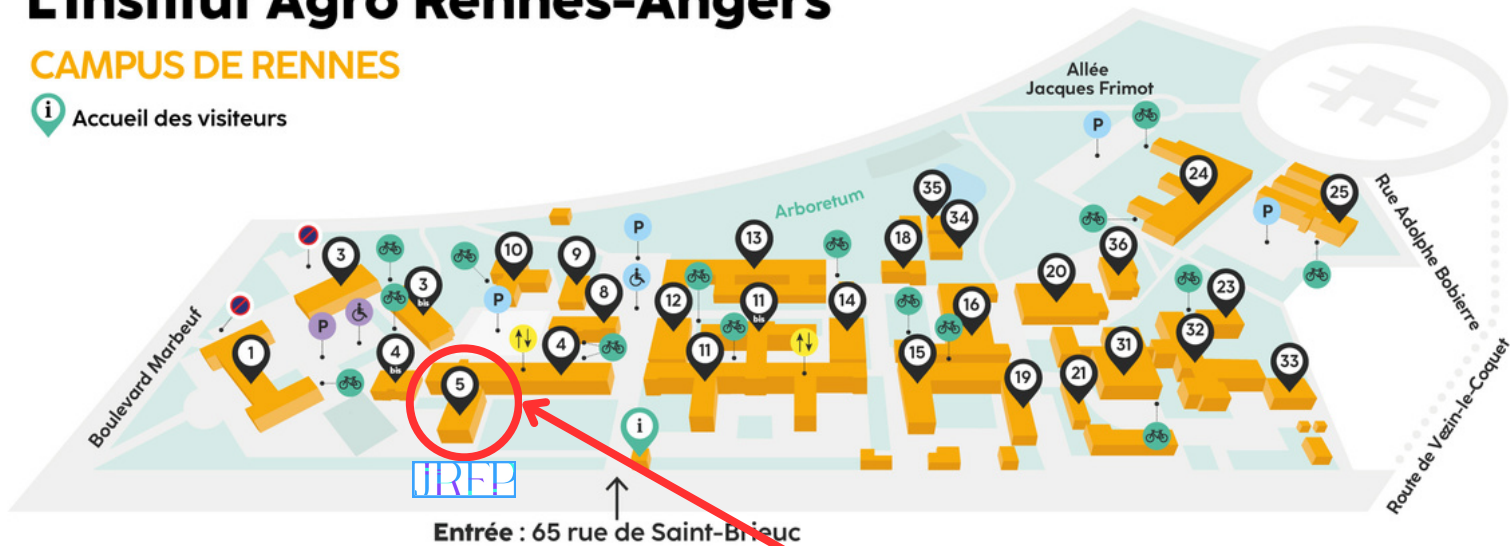 L'Institut Agro Rennes-Angers
CAMPUS DE RENNES
i Accueil des visiteurs
Allée
Jacques Frimot
P
24
25
P
Rue Adolphe Bobierre
35
34
Arboretum
18
36
P
13
3
10
9
3
bis
8
P
12
11
bis
14
20
16
23
32
Boulevard Marbeuf
P
1
4
bis
4
5
11
15
19
21
31
33
Route de Vezin-le-Coquet
i
JRFP
Entrée : 65 rue de Saint-Brieuc